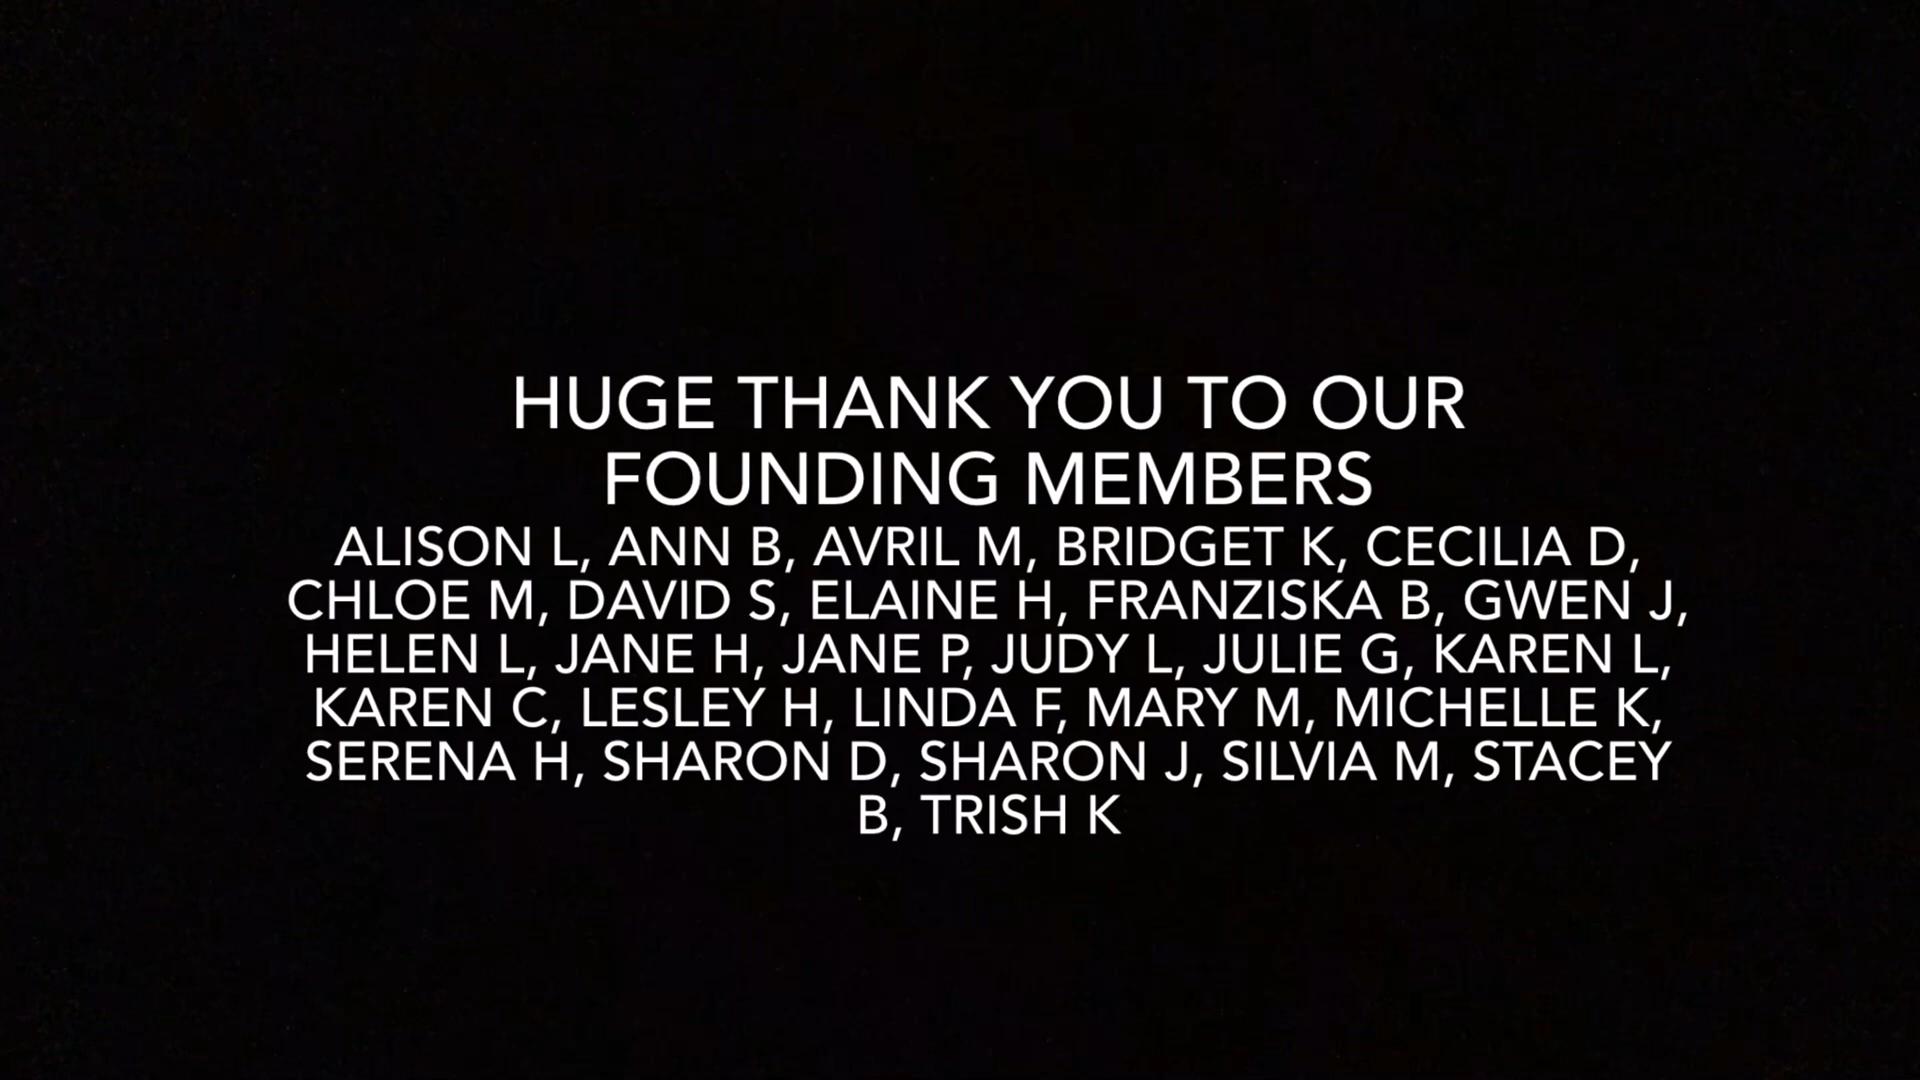 HUGE THANK YOU TO OUR
FOUNDING MEMBERS
ALISON L, ANN B, AVRIL M, BRIDGET K, CECILIA D,
CHLOE M, DAVID S, ELAINE H, FRANZISKA B, GWEN J,
HELEN L, JANE H, JANE P, JUDY L, JULIE G, KAREN L,
KAREN C, LESLEY H, LINDA F, MARY M, MICHELLE K,
SERENA H, SHARON D, SHARON J, SILVIA M, STACEY
B, TRISH K